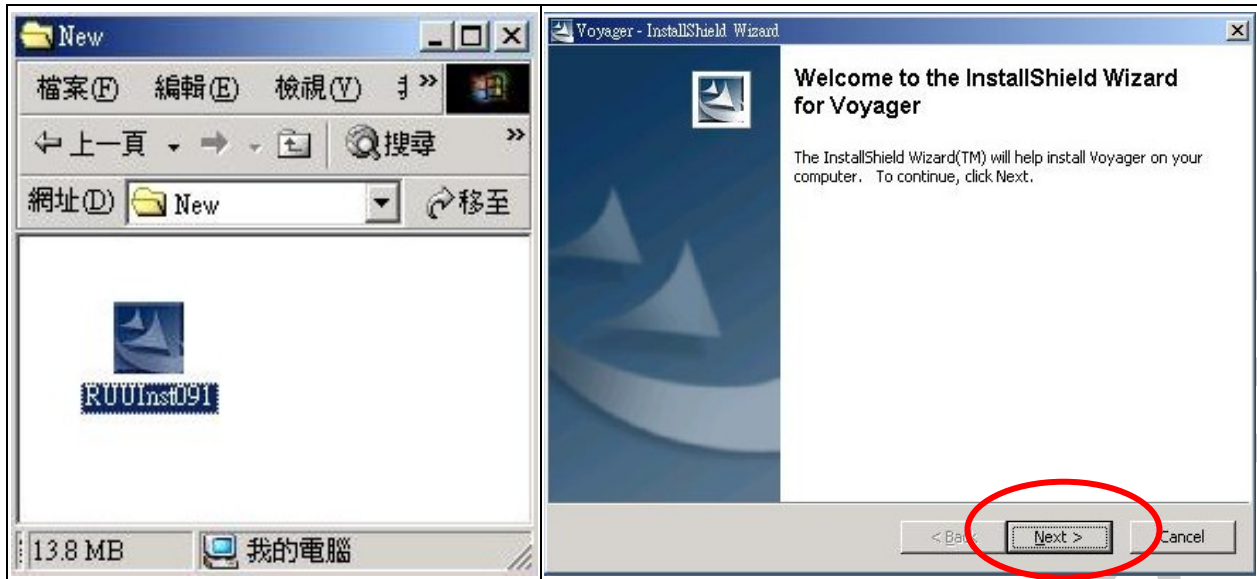 New
檔案(F) 編輯(E) 檢視(V) »
上一頁 搜尋 »
網址(D) New 移至
RUUInst091
13.8 MB 我的電腦
Voyager - InstallShield Wizard
Welcome to the InstallShield Wizard
for Voyager
The InstallShield Wizard(TM) will help install Voyager on your
computer. To continue, click Next.
< Back Next > Cancel